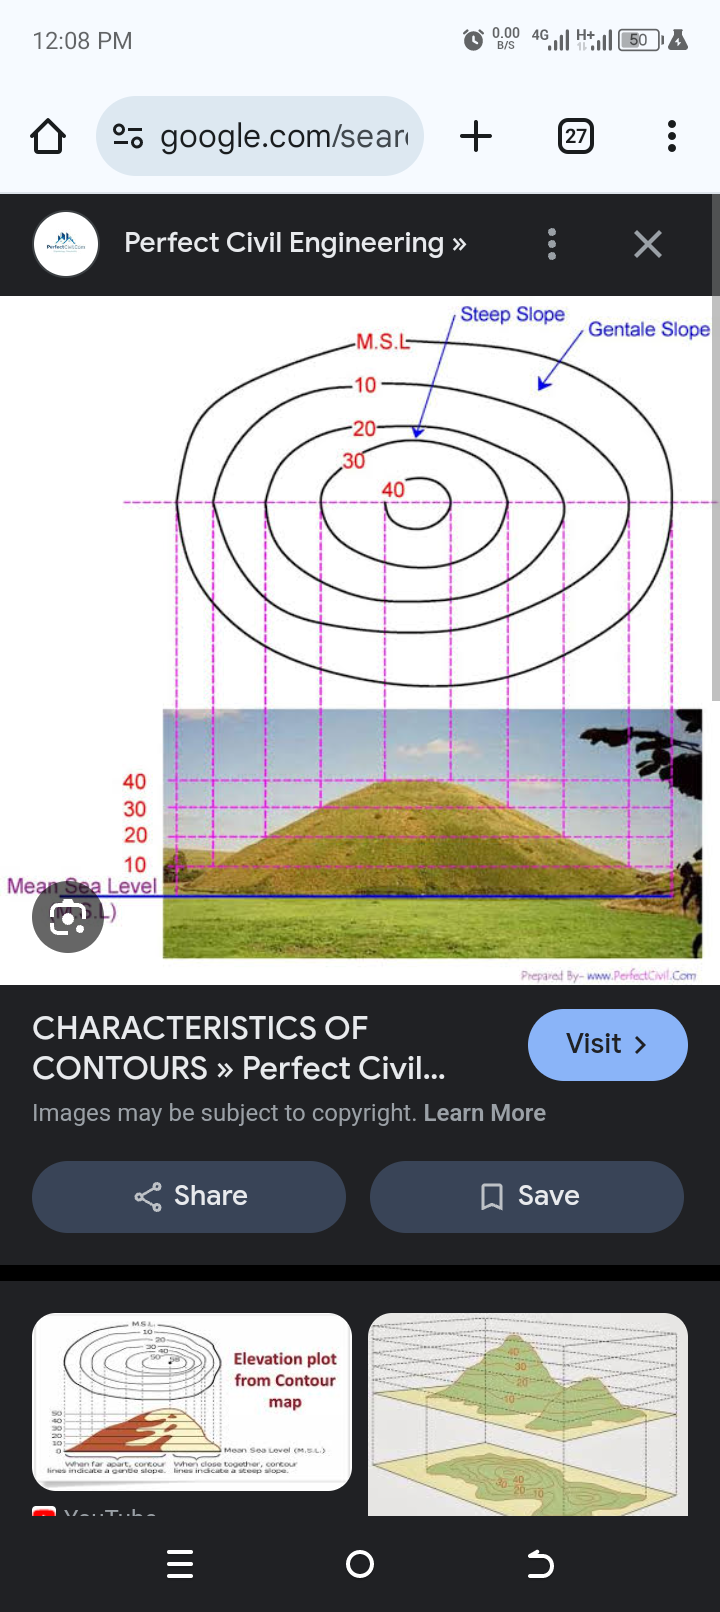 12:08 PM
0.00
B/S
4G
H+
50
google.com/sear
27
Perfect Civil Engineering »
Steep Slope
Gentale Slope
M.S.L
10
20
30
40
40
30
20
10
Mean Sea Level
(M.S.L)
Prepared By- www.PerfectCivil.Com
CHARACTERISTICS OF
CONTOURS » Perfect Civil...
Visit
Images may be subject to copyright. Learn More
Share
Save
M.S.L.
10
20
30
40
50
Elevation plot
from Contour
map
50
40
30
20
10
0
Mean Sea Level (M.S.L.)
When far apart, contour
lines indicate a gentle slope.
When close together, contour
lines indicate a steep slope.
40
30
20
10
40
30
20
10
YouTube